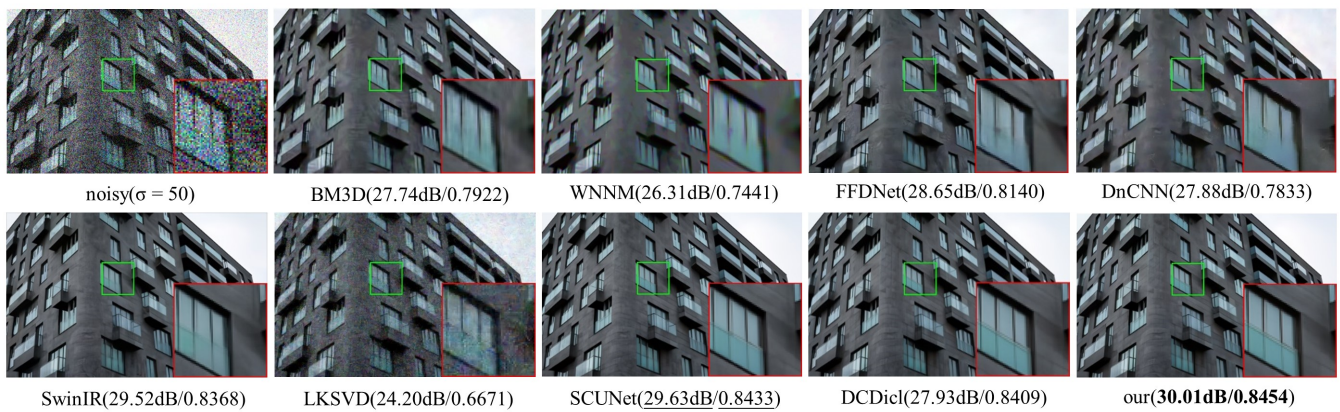 noisy(σ = 50)
BM3D(27.74dB/0.7922)
WNNM(26.31dB/0.7441)
FFDNet(28.65dB/0.8140)
DnCNN(27.88dB/0.7833)
SwinIR(29.52dB/0.8368)
LKSVD(24.20dB/0.6671)
SCUNet(29.63dB/0.8433)
DCDicl(27.93dB/0.8409)
our(30.01dB/0.8454)